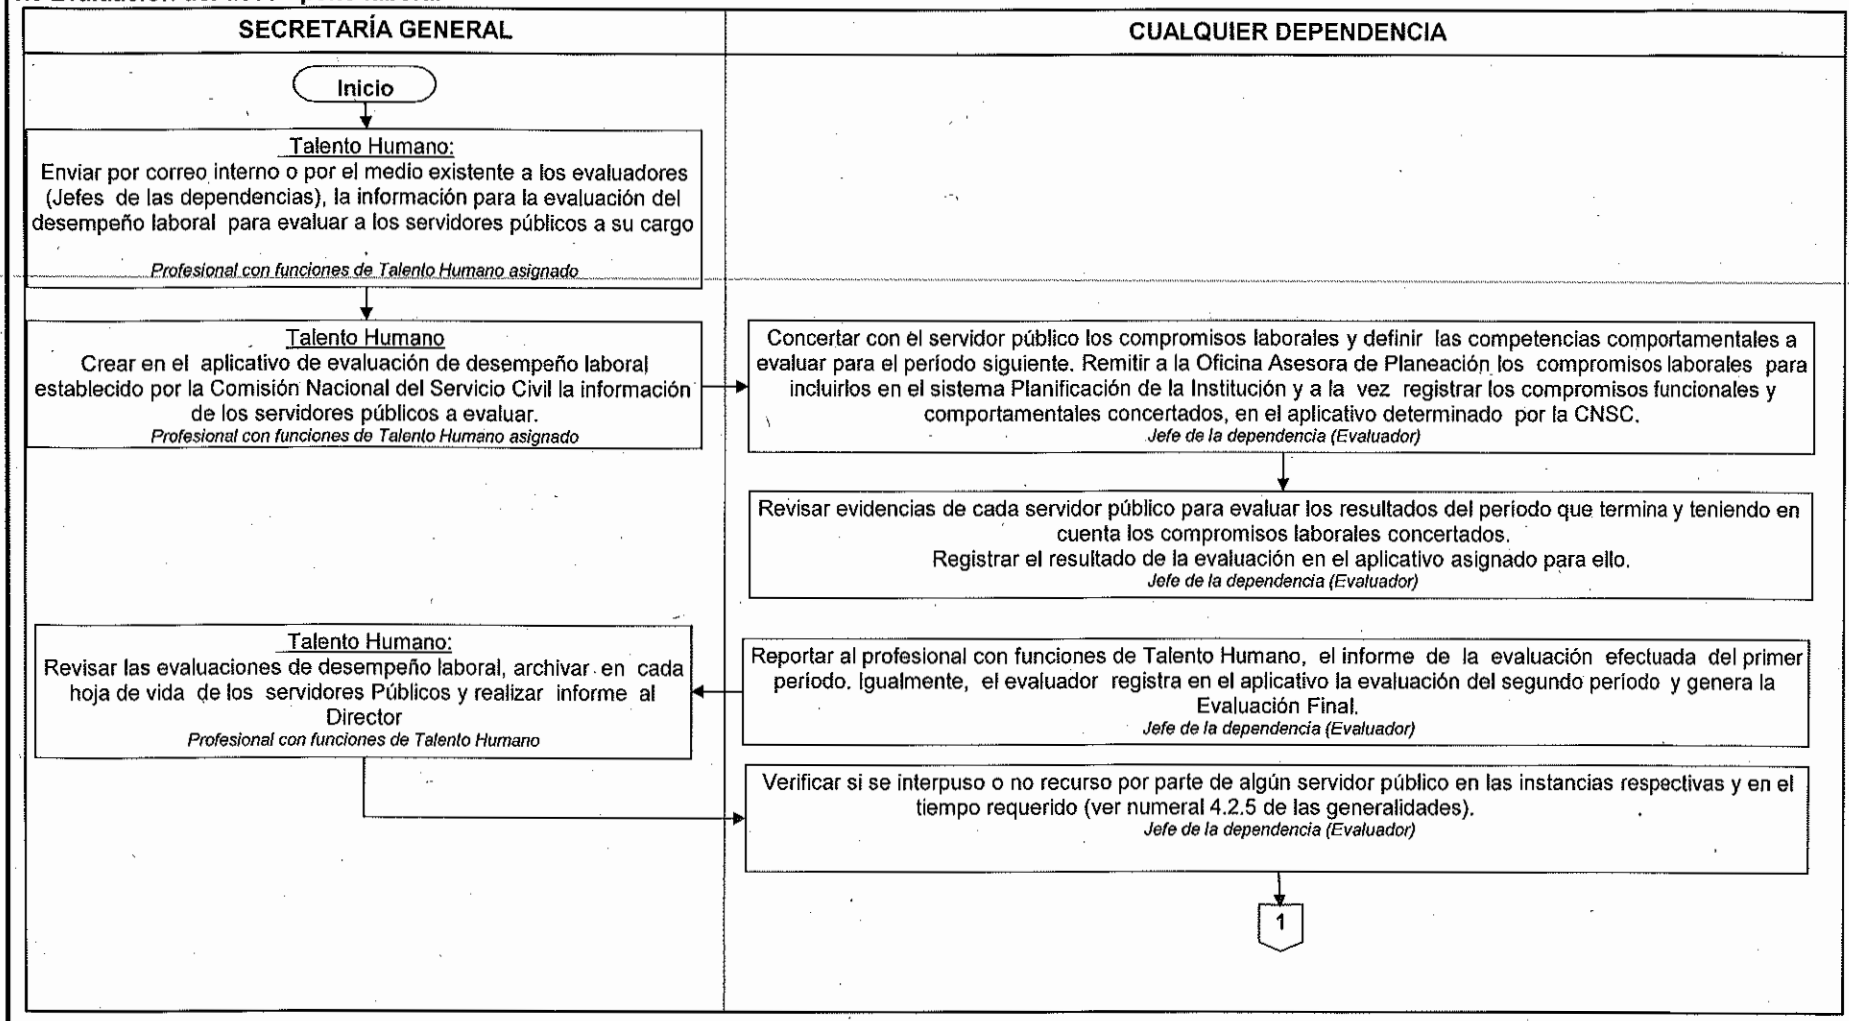 SECRETARÍA GENERAL
CUALQUIER DEPENDENCIA
Inicio
Talento Humano:
Enviar por correo interno o por el medio existente a los evaluadores
(Jefes de las dependencias), la información para la evaluación del
desempeño laboral para evaluar a los servidores públicos a su cargo
Profesional con funciones de Talento Humano asignado
Talento Humano
Crear en el aplicativo de evaluación de desempeño laboral
establecido por la Comisión Nacional del Servicio Civil la información
de los servidores públicos a evaluar.
Profesional con funciones de Talento Humano asignado
Concertar con el servidor público los compromisos laborales y definir las competencias comportamentales a
evaluar para el período siguiente. Remitir a la Oficina Asesora de Planeación los compromisos laborales para
incluirlos en el sistema Planificación de la Institución y a la vez registrar los compromisos funcionales y
comportamentales concertados, en el aplicativo determinado por la CNSC.
Jefe de la dependencia (Evaluador)
Revisar evidencias de cada servidor público para evaluar los resultados del período que termina y teniendo en
cuenta los compromisos laborales concertados.
Registrar el resultado de la evaluación en el aplicativo asignado para ello.
Jefe de la dependencia (Evaluador)
Talento Humano:
Revisar las evaluaciones de desempeño laboral, archivar en cada
hoja de vida de los servidores Públicos y realizar informe al
Director
Profesional con funciones de Talento Humano
Reportar al profesional con funciones de Talento Humano, el informe de la evaluación efectuada del primer
período. Igualmente, el evaluador registra en el aplicativo la evaluación del segundo período y genera la
Evaluación Final.
Jefe de la dependencia (Evaluador)
Verificar si se interpuso o no recurso por parte de algún servidor público en las instancias respectivas y en el
tiempo requerido (ver numeral 4.2.5 de las generalidades).
Jefe de la dependencia (Evaluador)
1